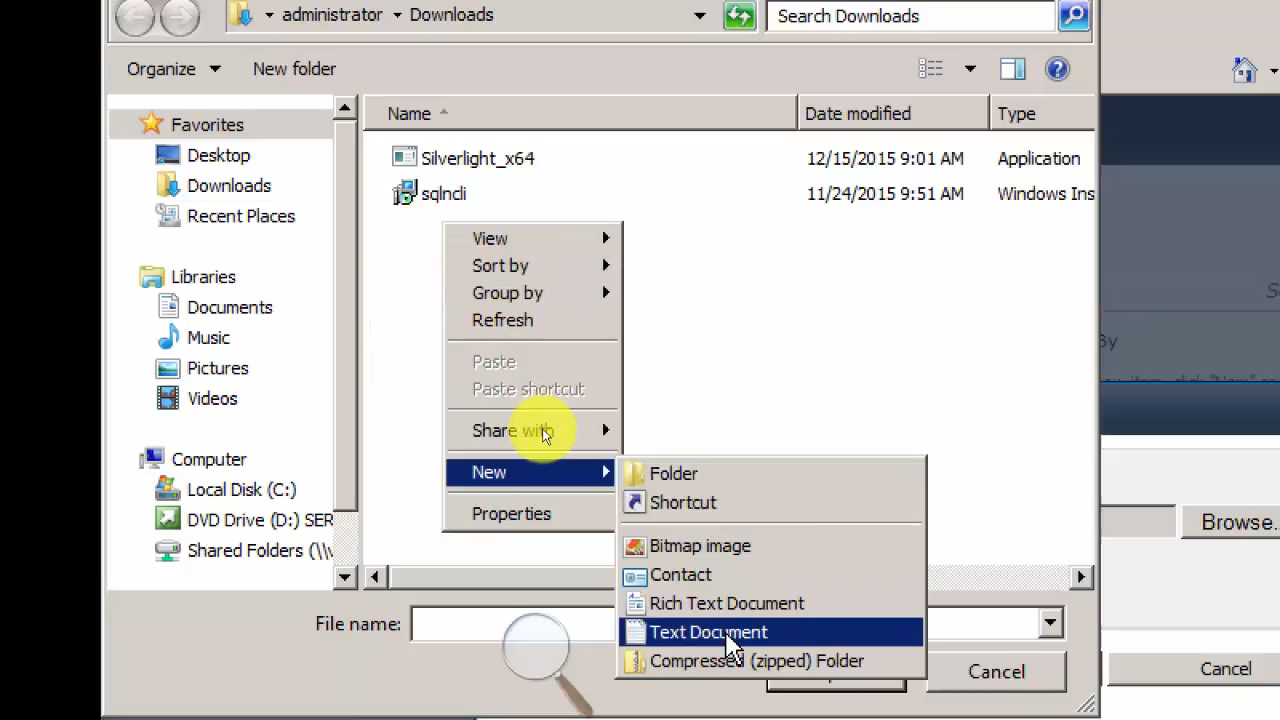 administrator Downloads Search Downloads
Organize New folder
Name Date modified Type
Favorites
Desktop
Downloads
Recent Places
Libraries
Documents
Music
Pictures
Videos
Computer
Local Disk (C:)
DVD Drive (D:) SER
Shared Folders (\\
Silverlight_x64 12/15/2015 9:01 AM Application
sqlncli 11/24/2015 9:51 AM Windows Ins
View
Sort by
Group by
Refresh
Paste
Paste shortcut
Share with
New
Properties
Folder
Shortcut
Bitmap image
Contact
Rich Text Document
Text Document
Compressed (zipped) Folder
File name:
Cancel
By
Browse..
Cancel